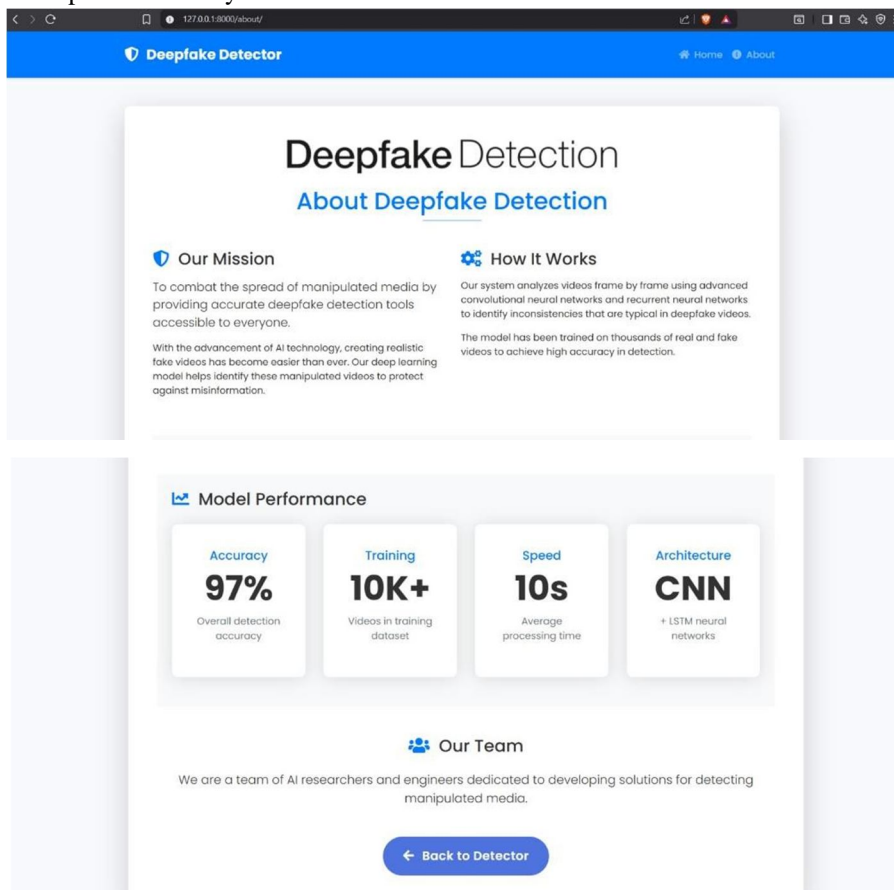 127.0.0.1:8000/about/
Deepfake Detector
Home
About
Deepfake Detection
About Deepfake Detection
Our Mission
To combat the spread of manipulated media by
providing accurate deepfake detection tools
accessible to everyone.
With the advancement of AI technology, creating realistic
fake videos has become easier than ever. Our deep learning
model helps identify these manipulated videos to protect
against misinformation.
How It Works
Our system analyzes videos frame by frame using advanced
convolutional neural networks and recurrent neural networks
to identify inconsistencies that are typical in deepfake videos.
The model has been trained on thousands of real and fake
videos to achieve high accuracy in detection.
Model Performance
Accuracy
97%
Overall detection
accuracy
Training
10K+
Videos in training
dataset
Speed
10s
Average
processing time
Architecture
CNN
+ LSTM neural
networks
Our Team
We are a team of AI researchers and engineers dedicated to developing solutions for detecting
manipulated media.
Back to Detector